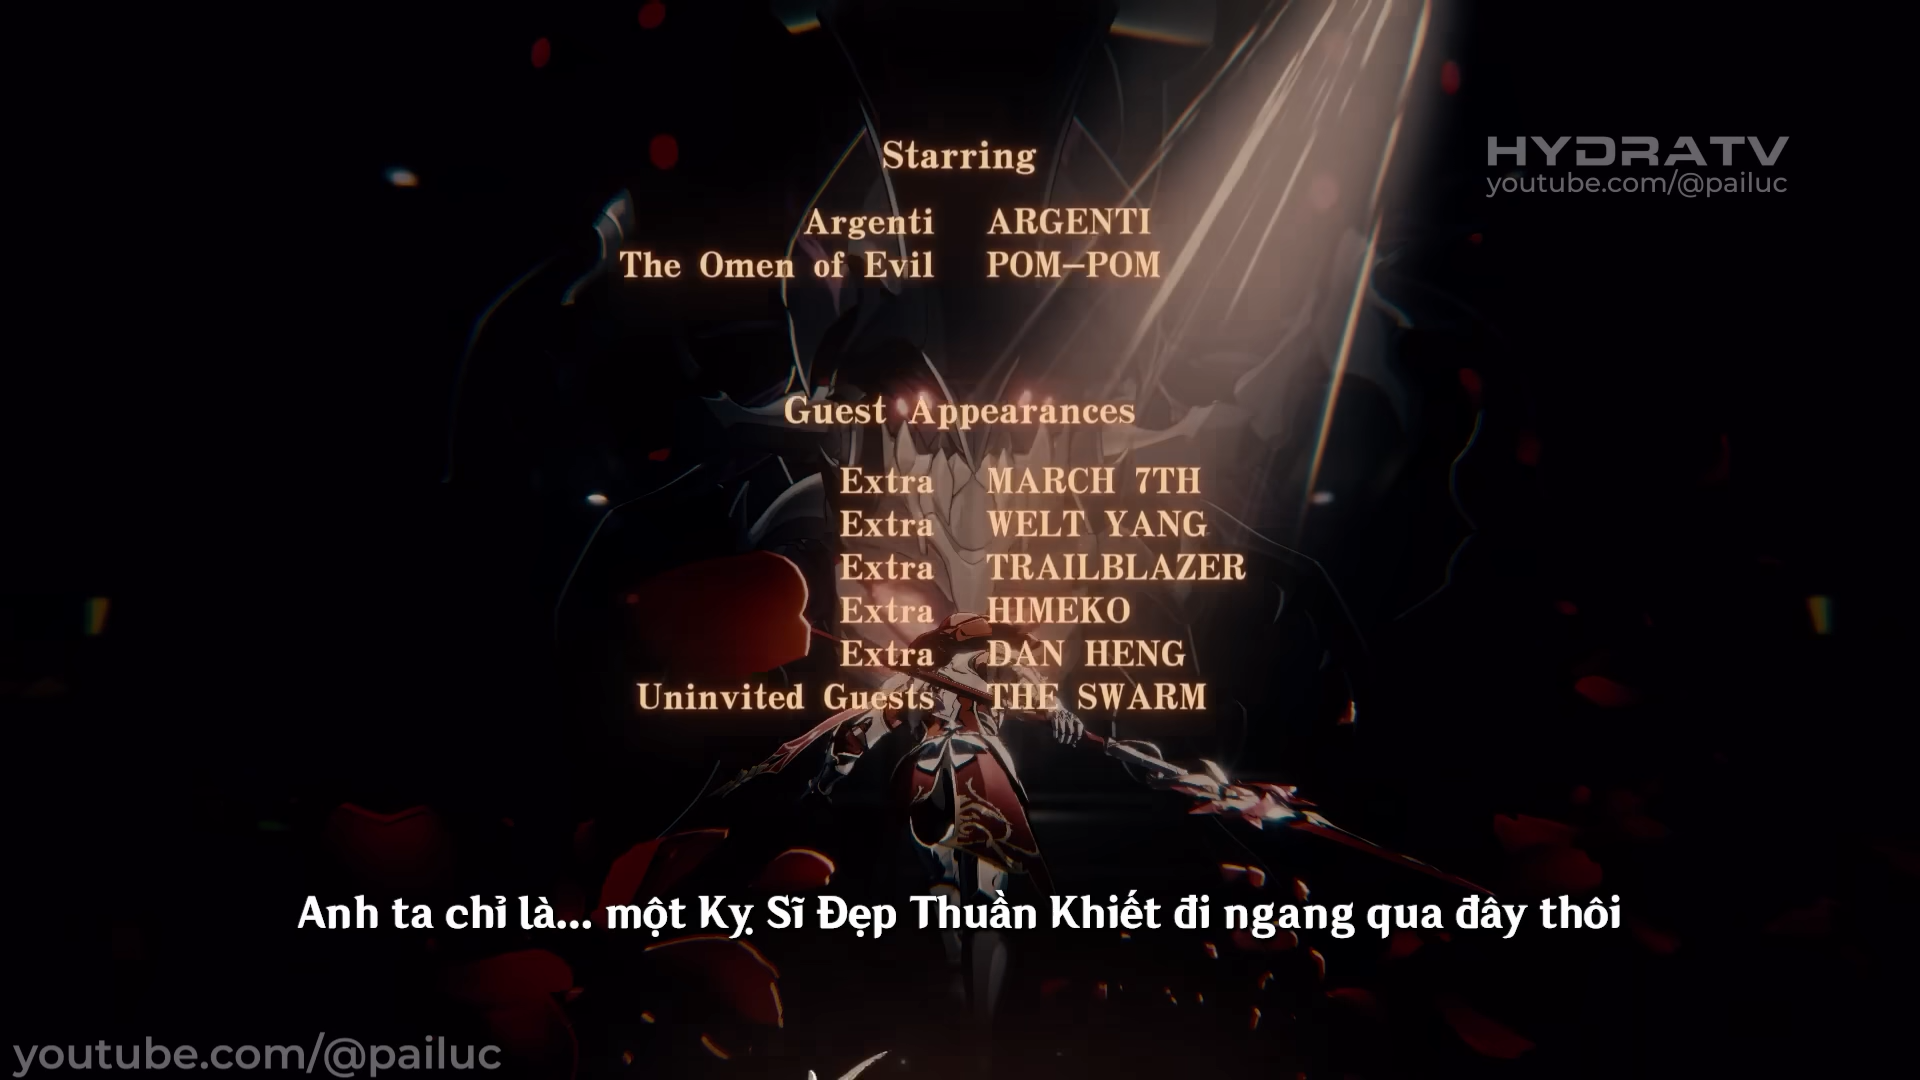 Starring
HYDRATV
youtube.com/@pailuc
Argenti ARGENTI
The Omen of Evil POM-POM
Guest Appearances
Extra MARCH 7TH
Extra WELT YANG
Extra TRAILBLAZER
Extra HIMEKO
Extra DAN HENG
Uninvited Guests THE SWARM
Anh ta chỉ là... một Kỵ Sĩ Đẹp Thuần Khiết đi ngang qua đây thôi
youtube.com/@pailuc